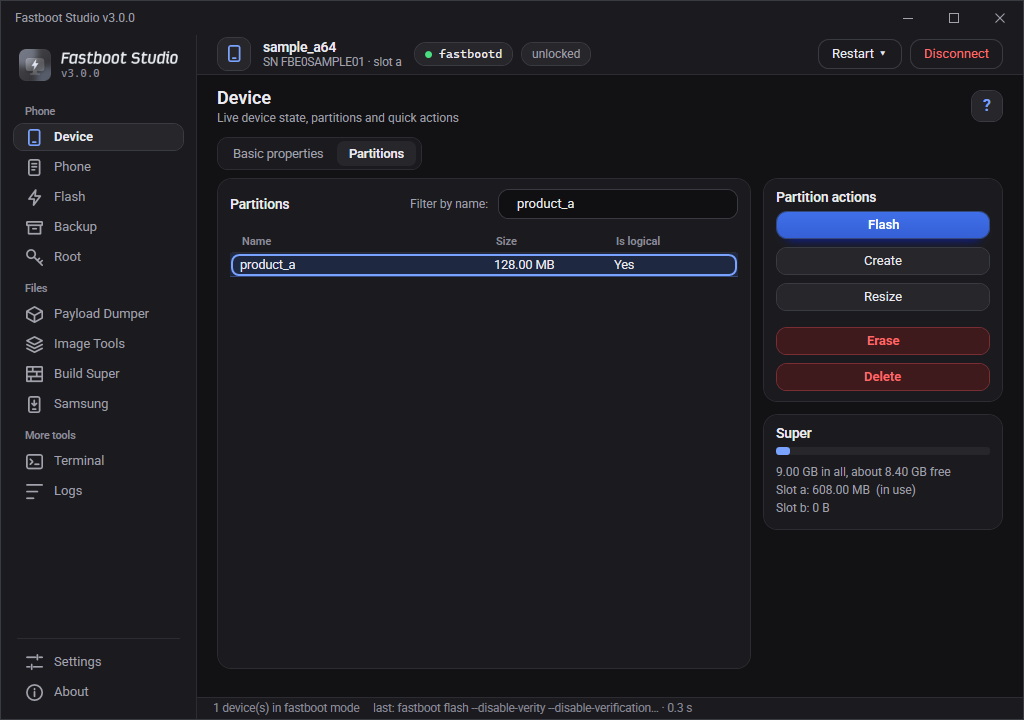 Fastboot Studio v3.0.0
Fastboot Studio
v3.0.0
Phone
Device
Phone
Flash
Backup
Root
Files
Payload Dumper
Image Tools
Build Super
Samsung
More tools
Terminal
Logs
Settings
About
sample_a64
SN FBE0SAMPLE01 · slot a
fastbootd
unlocked
Restart ▾
Disconnect
Device
Live device state, partitions and quick actions
?
Basic properties Partitions
Partitions Filter by name: product_a
Name Size Is logical
product_a 128.00 MB Yes
Partition actions
Flash
Create
Resize
Erase
Delete
Super
9.00 GB in all, about 8.40 GB free
Slot a: 608.00 MB (in use)
Slot b: 0 B
1 device(s) in fastboot mode last: fastboot flash --disable-verity --disable-verification... · 0.3 s